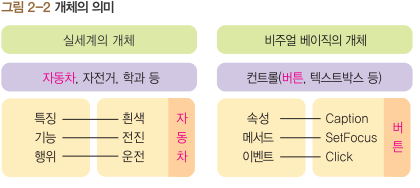 그림 2-2 개체의 의미
실세계의 개체
자동차, 자전거, 학과 등
특징 흰색
기능 전진
행위 운전
자동차
비주얼 베이직의 개체
컨트롤(버튼, 텍스트박스 등)
속성 Caption
메서드 SetFocus
이벤트 Click
버튼